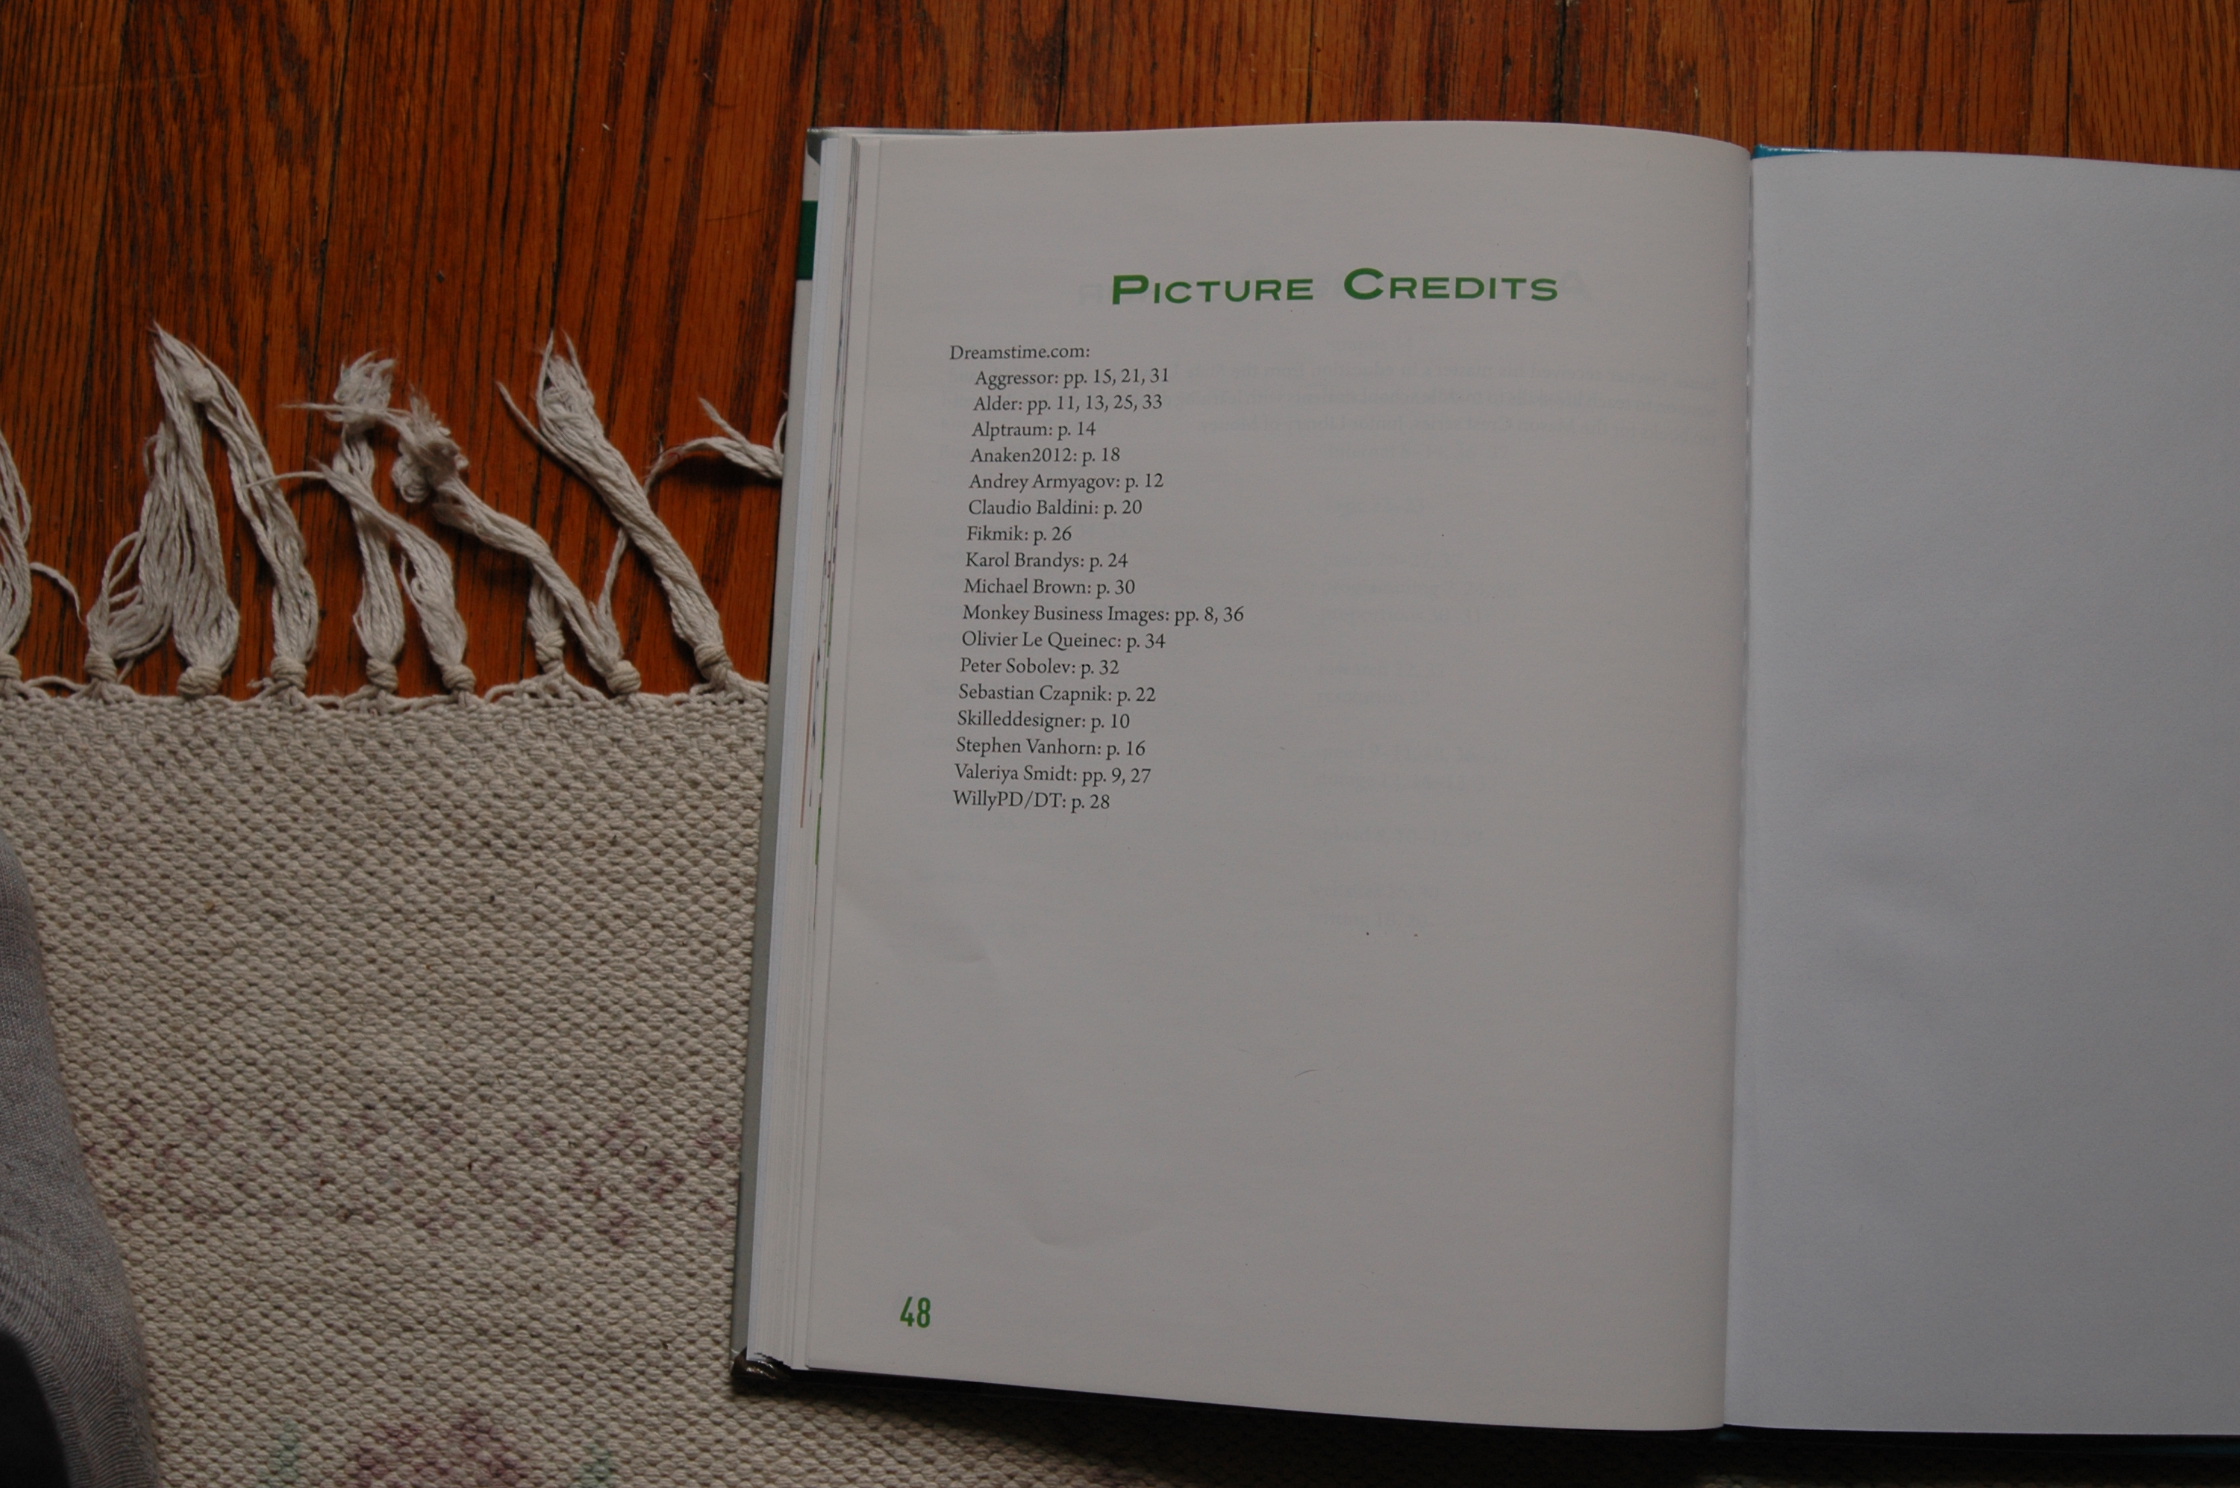 Picture Credits
Dreamstime.com:
Aggressor: pp. 15, 21, 31
Alder: pp. 11, 13, 25, 33
Alptraum: p. 14
Anaken2012: p. 18
Andrey Armyagov: p. 12
Claudio Baldini: p. 20
Fikmik: p. 26
Karol Brandys: p. 24
Michael Brown: p. 30
Monkey Business Images: pp. 8, 36
Olivier Le Queinec: p. 34
Peter Sobolev: p. 32
Sebastian Czapnik: p. 22
Skilleddesigner: p. 10
Stephen Vanhorn: p. 16
Valeriya Smidt: pp. 9, 27
WillyPD/DT: p. 28
48